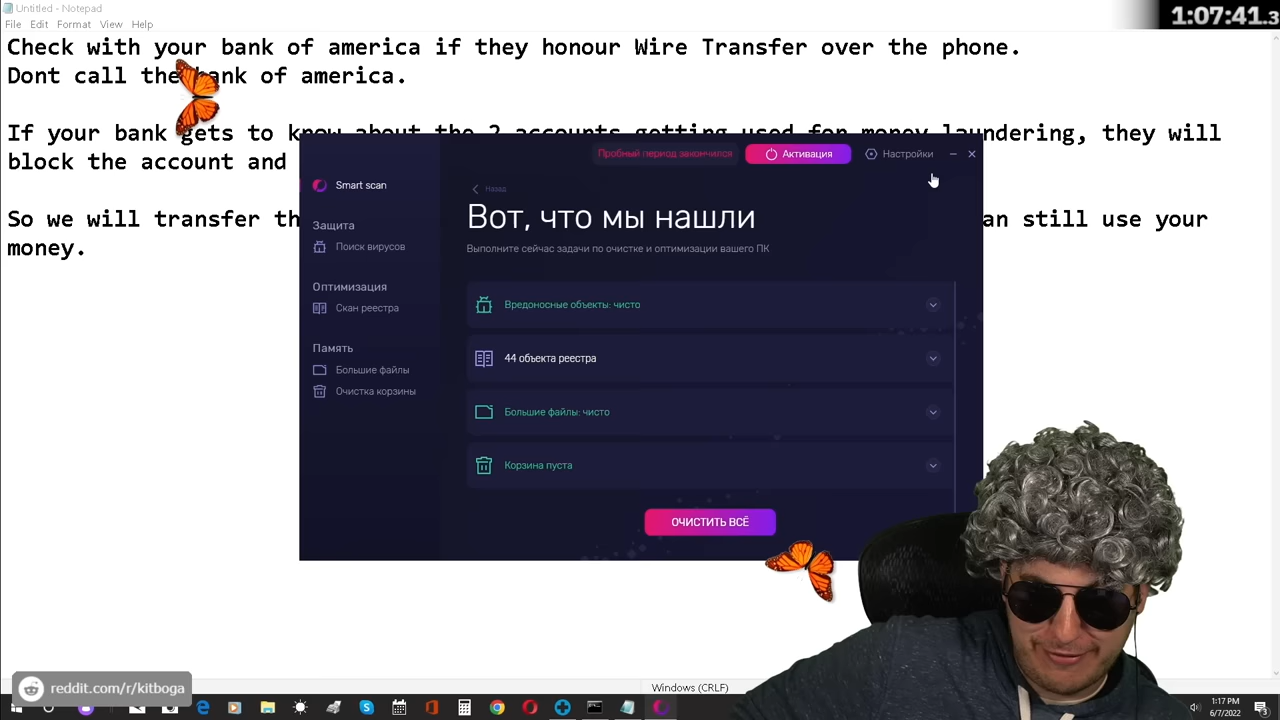 Untitled - Notepad
1:07:41.3
File Edit Format View Help
Check with your bank of america if they honour Wire Transfer over the phone.
Dont call the bank of america.
If your bank gets to know about the 2 accounts getting used for money laundering, they will
block the account and
So we will transfer th
an still use your
money.
Пробный период закончился
Активация
Настройки
Smart scan
Назад
Защита
Вот, что мы нашли
Поиск вирусов
Выполните сейчас задачи по очистке и оптимизации вашего ПК
Оптимизация
Скан реестра
Вредоносные объекты: чисто
Память
44 объекта реестра
Большие файлы
Очистка корзины
Большие файлы: чисто
Корзина пуста
ОЧИСТИТЬ ВСЁ
reddit.com/r/kitboga
Windows (CRLF)
1:17 PM
6/7/2022